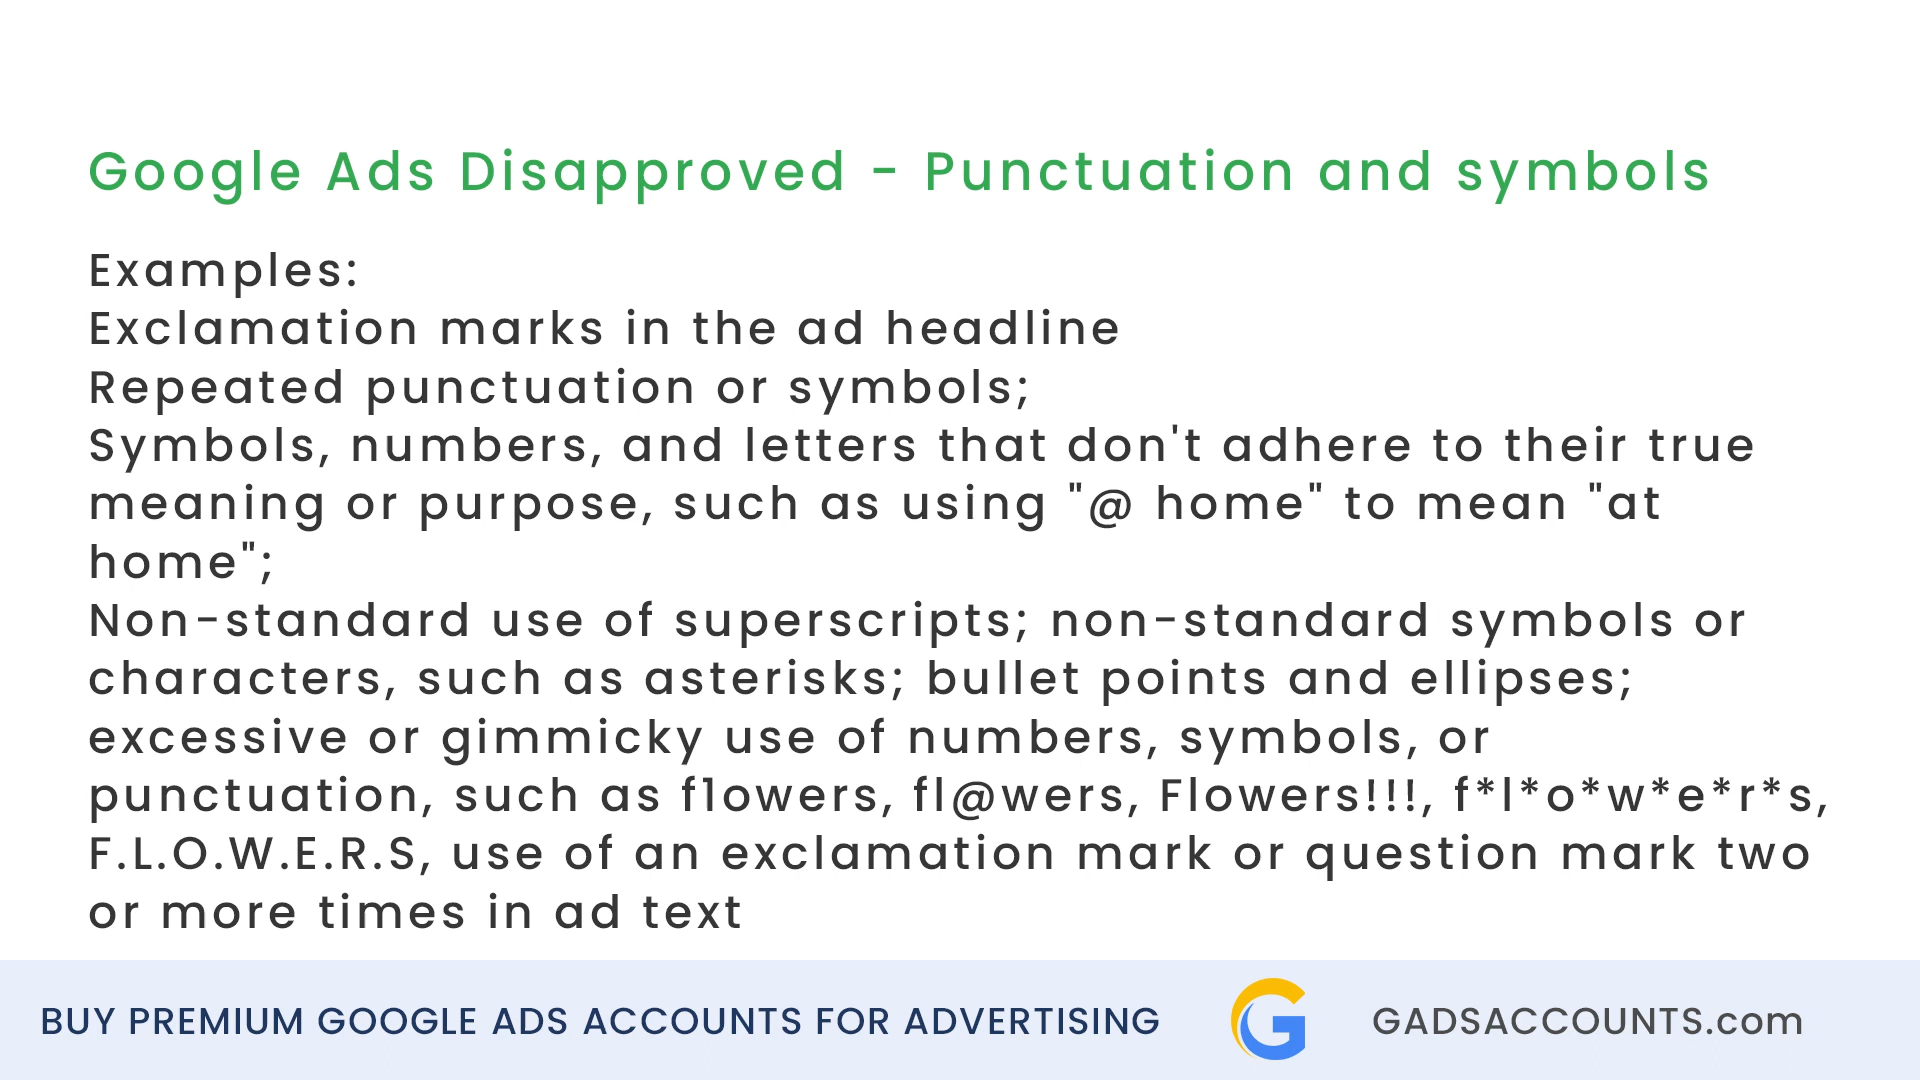 Google Ads Disapproved - Punctuation and symbols
Examples:
Exclamation marks in the ad headline
Repeated punctuation or symbols;
Symbols, numbers, and letters that don't adhere to their true
meaning or purpose, such as using "@ home" to mean "at
home";
Non-standard use of superscripts; non-standard symbols or
characters, such as asterisks; bullet points and ellipses;
excessive or gimmicky use of numbers, symbols, or
punctuation, such as f1owers, fl@wers, Flowers!!!, f*l*o*w*e*r*s,
F.L.O.W.E.R.S, use of an exclamation mark or question mark two
or more times in ad text
BUY PREMIUM GOOGLE ADS ACCOUNTS FOR ADVERTISING
G
GADSACCOUNTS.com